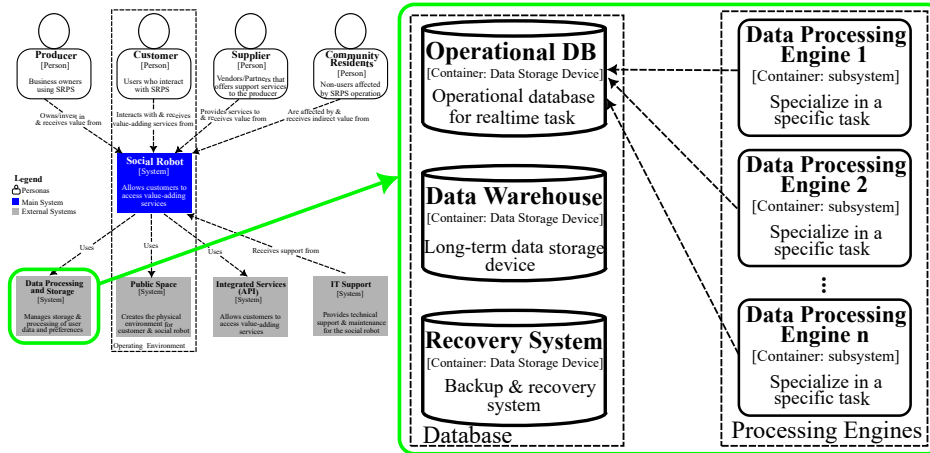 Producer
[Person]
Business owners
using SRPS
Customer
[Person]
Users who interact
with SRPS
Supplier
[Person]
Vendors/Partners that
offers support services
to the producer
Community
Residents
[Person]
Non-users affected
by SRPS operation
Owns/invest in
& receives value from
Interacts with & receives
value-adding services from
Provides services to
& receives value from
Are affected by &
receives indirect value from
Social Robot
[System]
Allows customers to
access value-adding
services
Legend
Personas
Main System
External Systems
Uses
Uses
Uses
Receives support from
Data Processing
and Storage
[System]
Manages storage &
processing of user
data and preferences
Public Space
[System]
Creates the physical
environment for
customer & social robot
Operating Environment
Integrated Services
(API)
[System]
Allows customers to
access value-adding
services
IT Support
[System]
Provides technical
support & maintenance
for the social robot
Operational DB
[Container: Data Storage Device]
Operational database
for realtime task
Data Warehouse
[Container: Data Storage Device]
Long-term data storage
device
Recovery System
[Container: Data Storage Device]
Backup & recovery
system
Database
Data Processing
Engine 1
[Container: subsystem]
Specialize in a
specific task
Data Processing
Engine 2
[Container: subsystem]
Specialize in a
specific task
...
Data Processing
Engine n
[Container: subsystem]
Specialize in a
specific task
Processing Engines